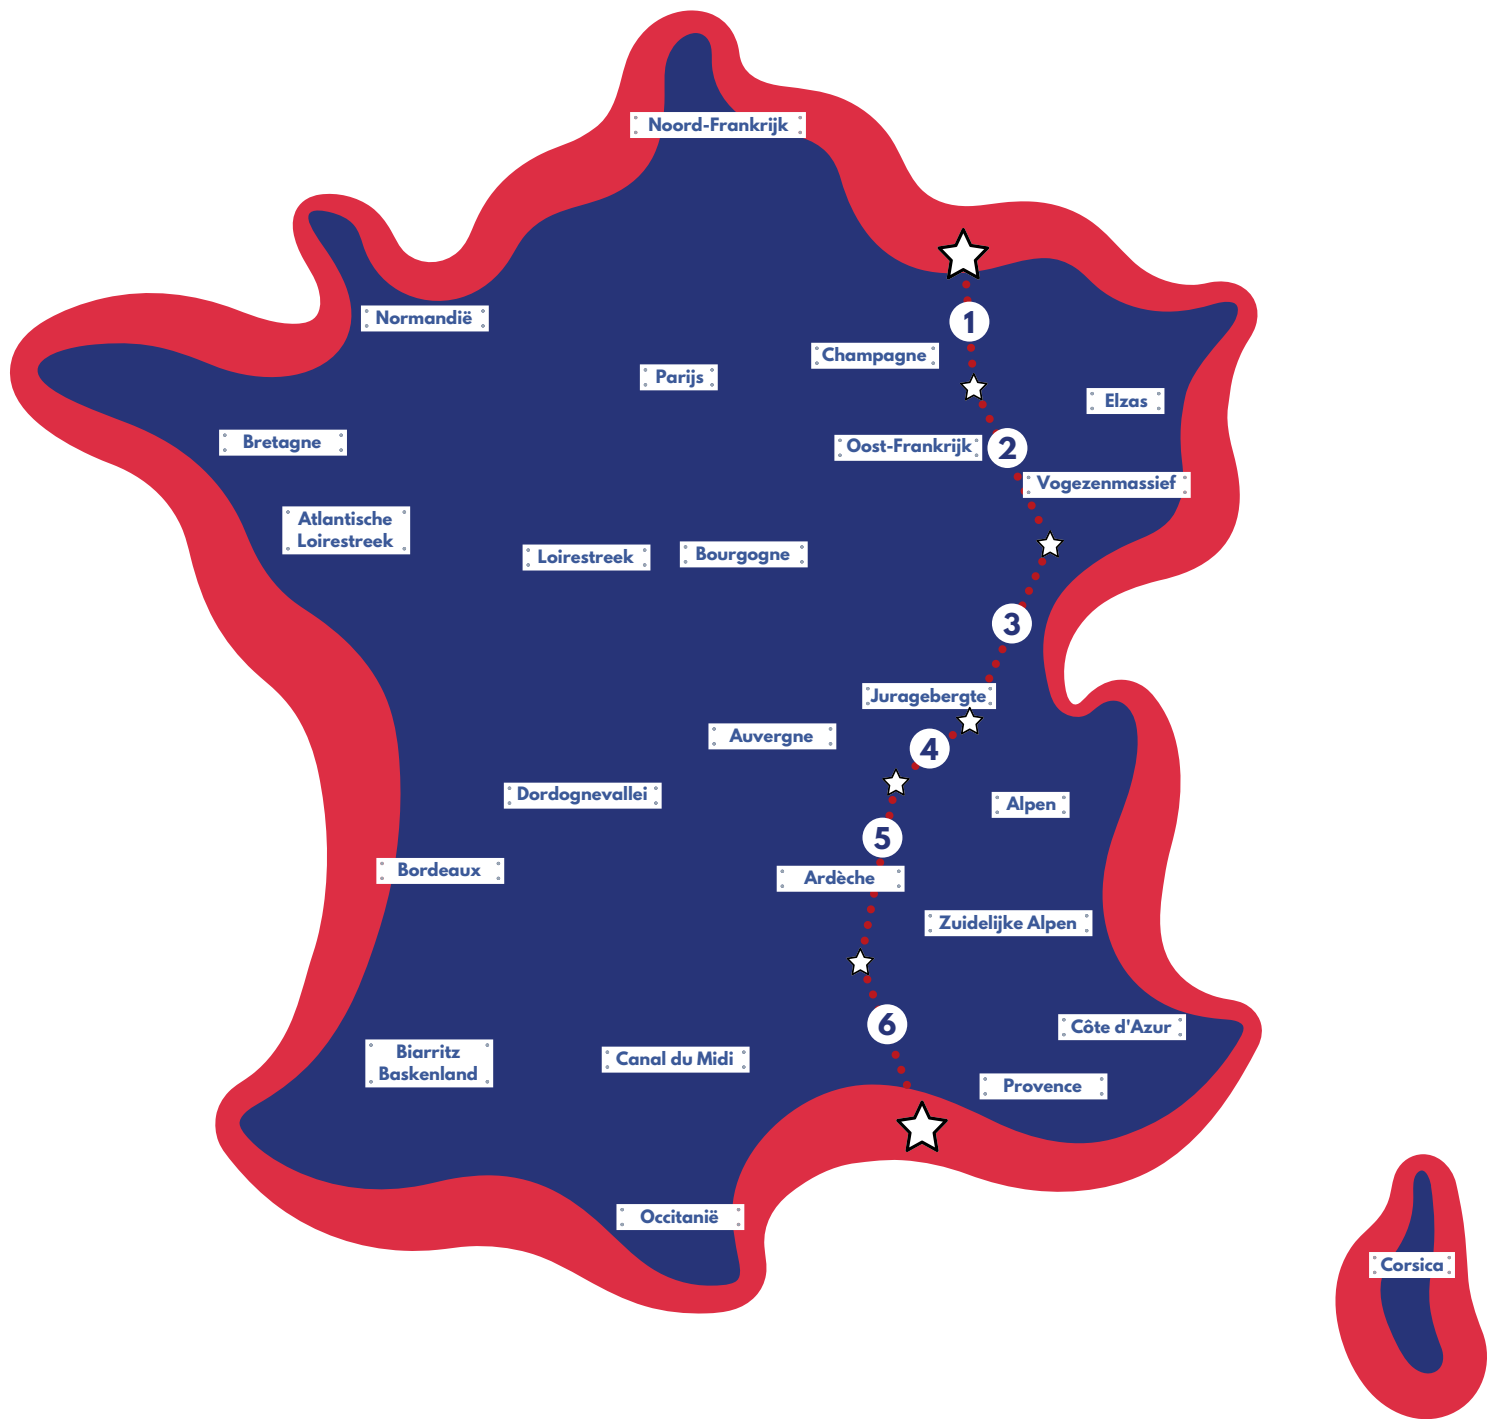 Noord-Frankrijk
Normandië
1
Champagne
Parijs
Elzas
Bretagne
Oost-Frankrijk
2
Vogezenmassief
Atlantische
Loirestreek
Loirestreek
Bourgogne
3
Juragebergte
Auvergne
4
Dordognevallei
Alpen
5
Bordeaux
Ardèche
Zuidelijke Alpen
6
Côte d'Azur
Biarritz
Baskenland
Canal du Midi
Provence
Occitanië
Corsica